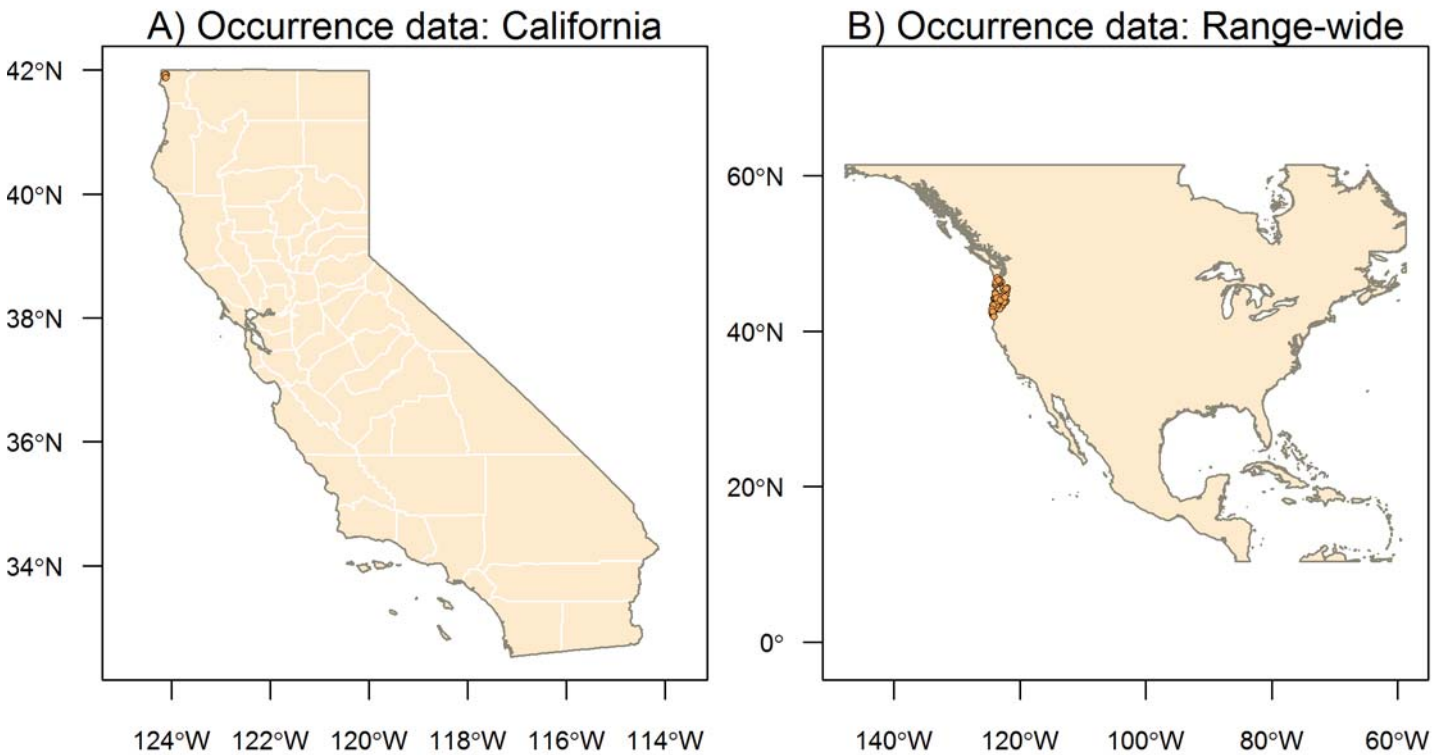 A) Occurrence data: California
42°N
40°N
38°N
36°N
34°N
124°W 122°W 120°W 118°W 116°W 114°W
B) Occurrence data: Range-wide
60°N
40°N
20°N
0°
140°W 120°W 100°W 80°W 60°W